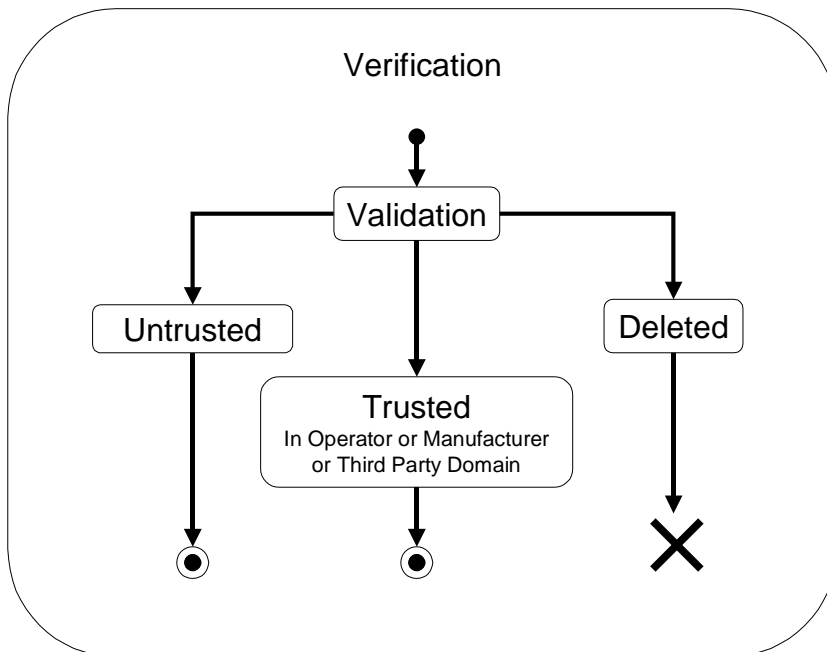 Verification
Validation
Untrusted
Deleted
Trusted
In Operator or Manufacturer
or Third Party Domain